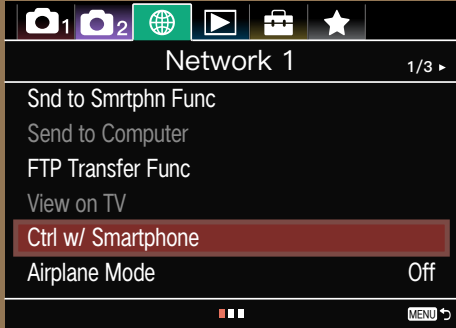 1 2
Network 1 1/3
Snd to Smrtphn Func
Send to Computer
FTP Transfer Func
View on TV
Ctrl w/ Smartphone
Airplane Mode Off
MENU